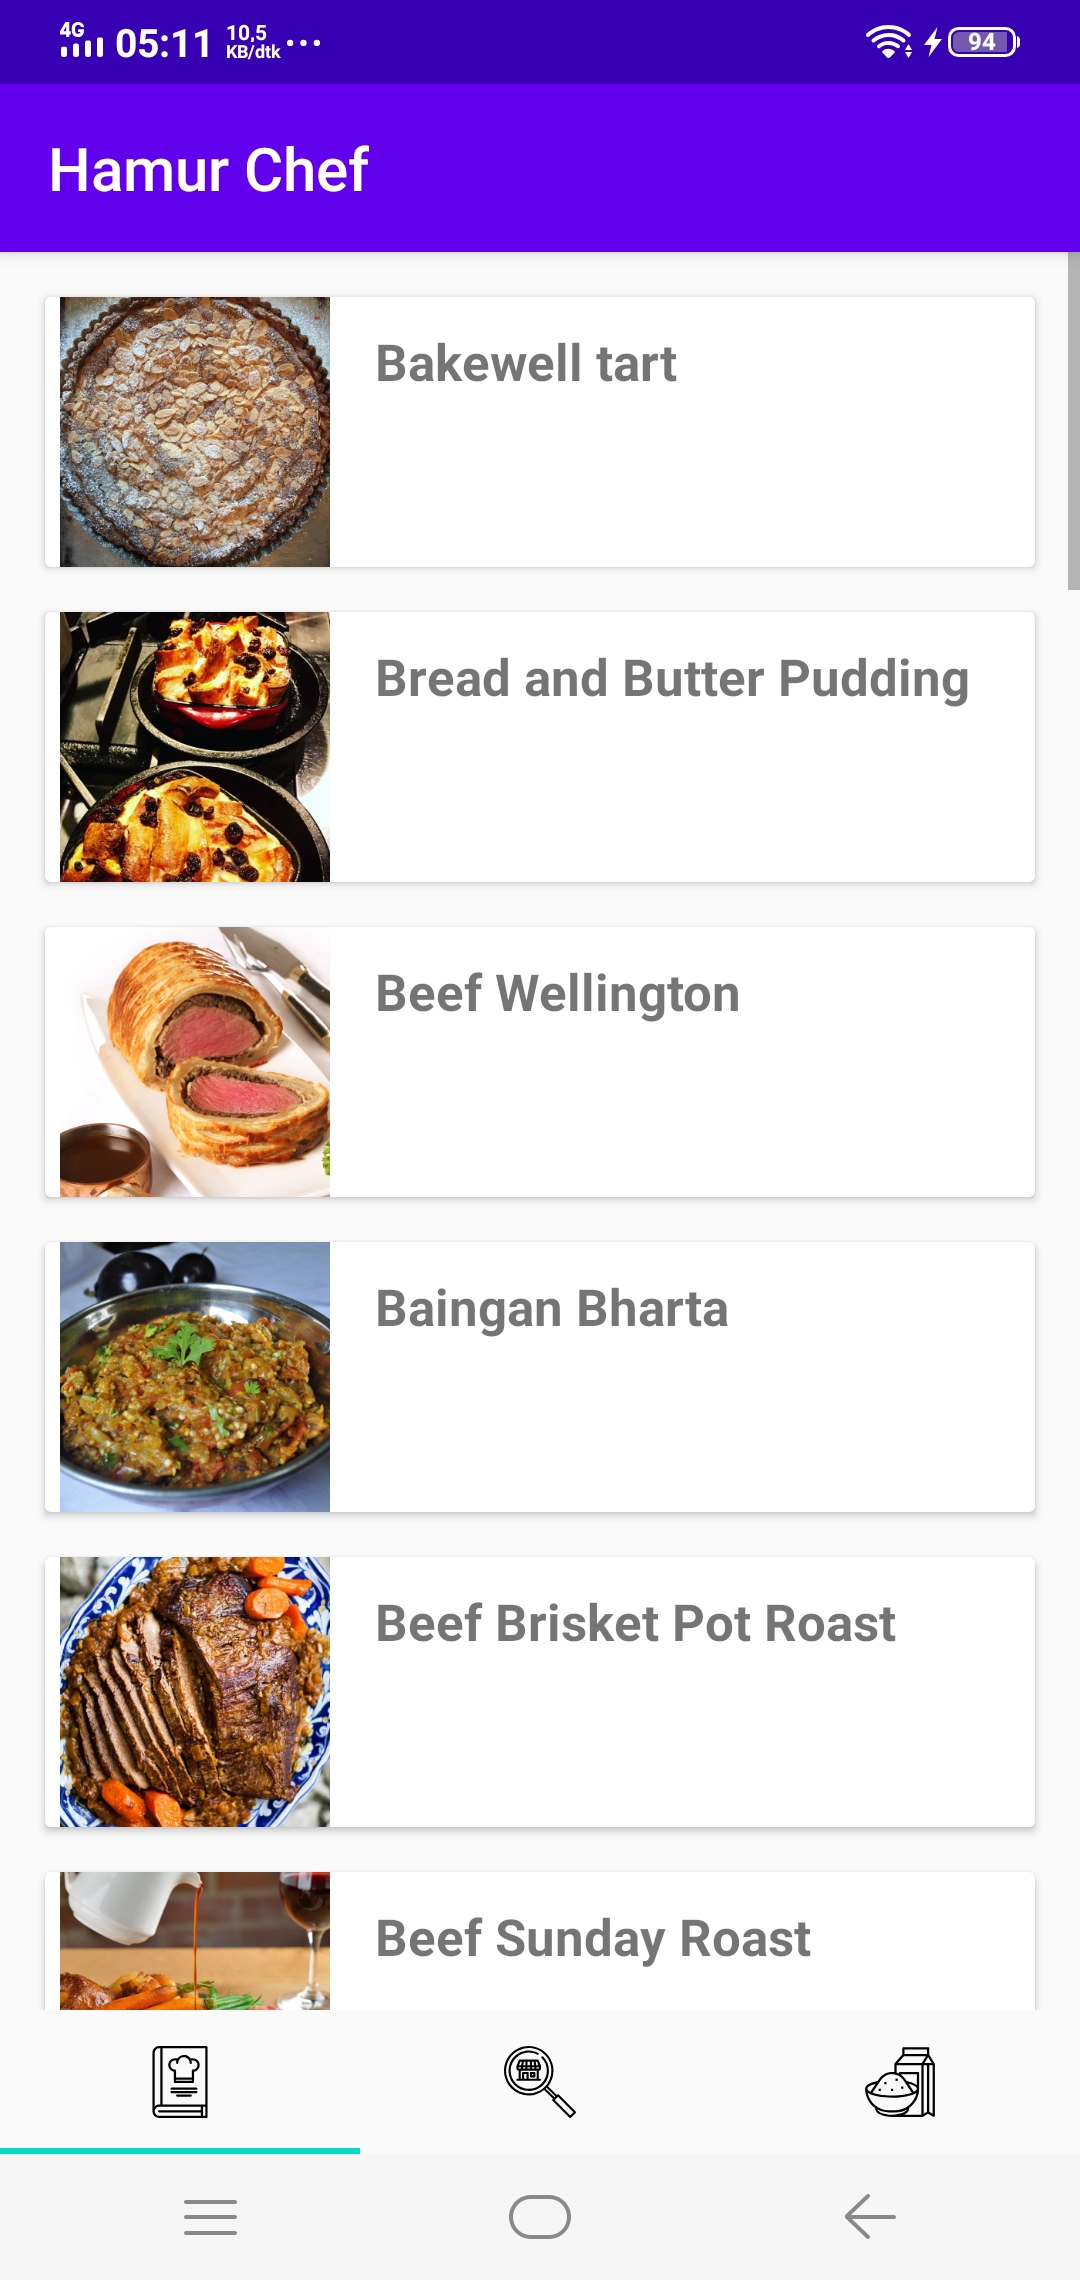 4G 05:11 10,5 KB/dtk ... 94
Hamur Chef
Bakewell tart
Bread and Butter Pudding
Beef Wellington
Baingan Bharta
Beef Brisket Pot Roast
Beef Sunday Roast